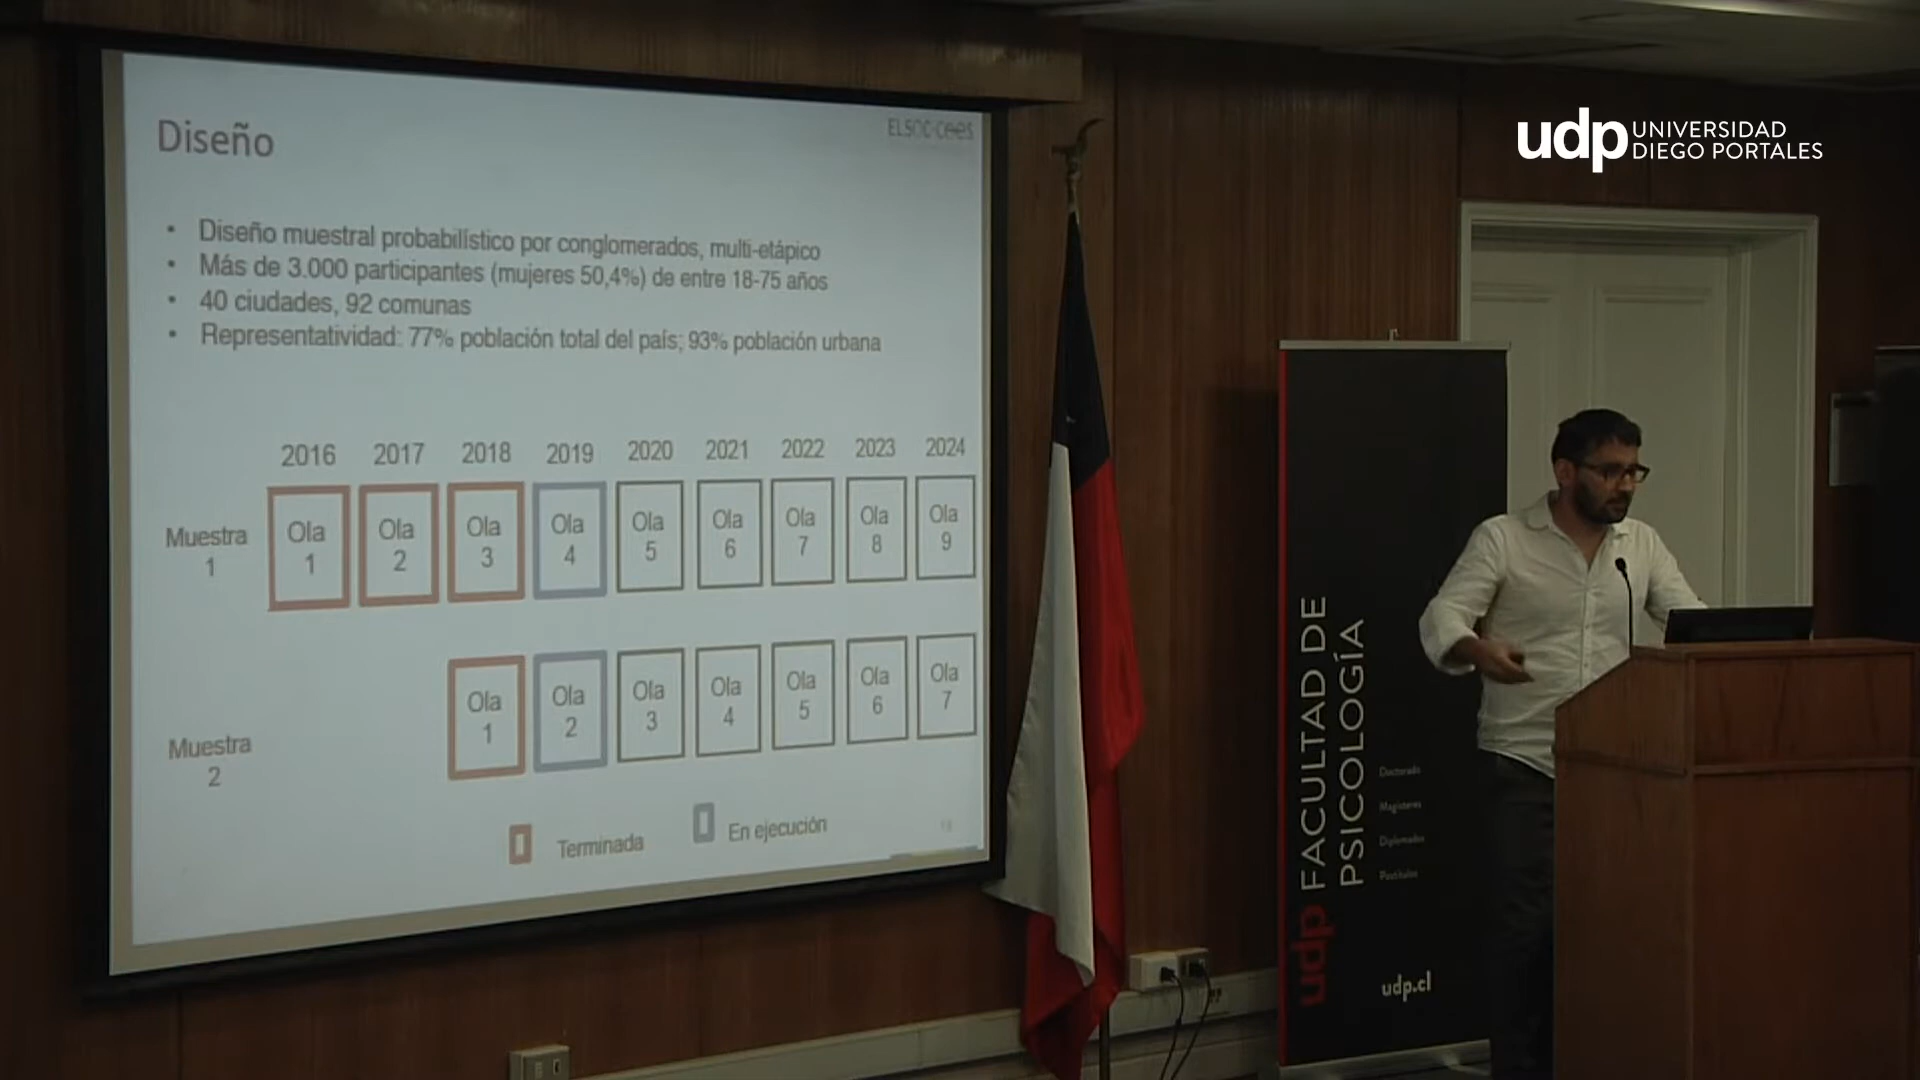 Diseño
ELSOC coes
• Diseño muestral probabilístico por conglomerados, multi-etápico
• Más de 3.000 participantes (mujeres 50,4%) de entre 18-75 años
• 40 ciudades, 92 comunas
• Representatividad: 77% población total del país; 93% población urbana
2016 2017 2018 2019 2020 2021 2022 2023 2024
Muestra 1
Ola 1
Ola 2
Ola 3
Ola 4
Ola 5
Ola 6
Ola 7
Ola 8
Ola 9
Muestra 2
Ola 1
Ola 2
Ola 3
Ola 4
Ola 5
Ola 6
Ola 7
Terminada
En ejecución
udp UNIVERSIDAD
DIEGO PORTALES
udp FACULTAD DE
PSICOLOGÍA
Doctorado
Magísteres
Diplomados
Postítulos
udp.cl